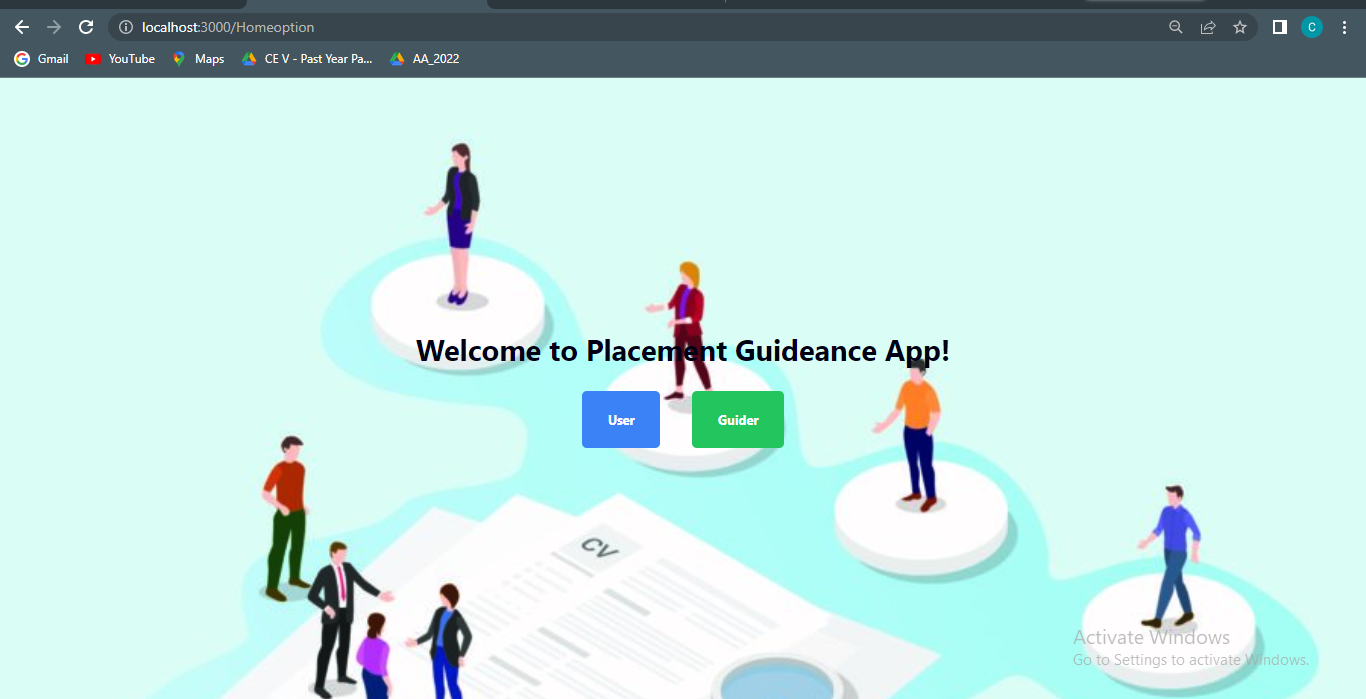 localhost:3000/Homeoption
C
Gmail
YouTube
Maps
CE V - Past Year Pa...
AA_2022
Welcome to Placement Guideance App!
User
Guider
CV
Activate Windows
Go to Settings to activate Windows.